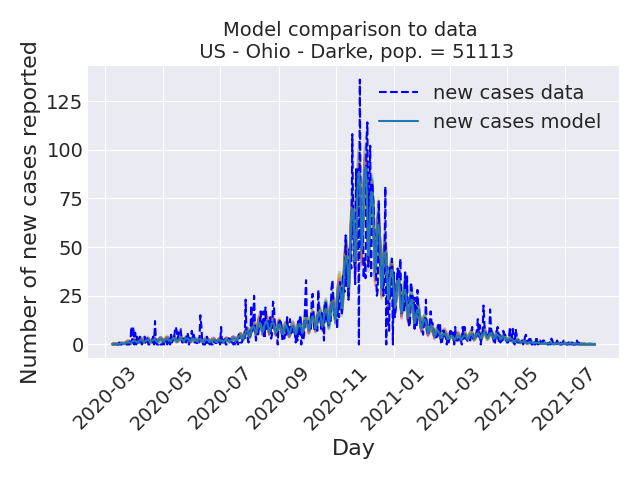 Model comparison to data
US - Ohio - Darke, pop. = 51113
Number of new cases reported
125
100
75
50
25
0
new cases data
new cases model
2020-03
2020-05
2020-07
2020-09
2020-11
2021-01
2021-03
2021-05
2021-07
Day